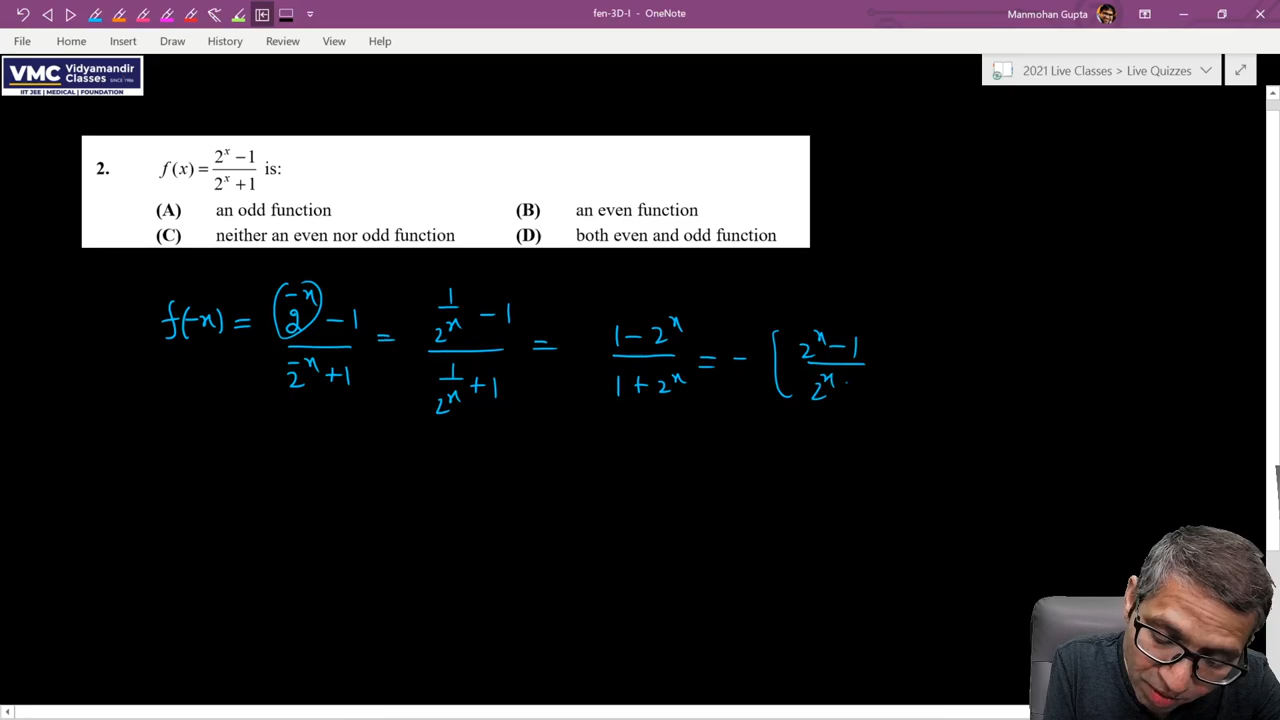 fen-3D-I - OneNote
Manmohan Gupta
File Home Insert Draw History Review View Help
VMC Vidyamandir Classes SINCE 1986
IIT JEE | MEDICAL | FOUNDATION
2021 Live Classes > Live Quizzes
2. f(x) = (2^x − 1)/(2^x + 1) is:
(A) an odd function (B) an even function
(C) neither an even nor odd function (D) both even and odd function
f(-x) = (2^-x − 1)/(2^-x + 1) = (1/2^x − 1)/(1/2^x + 1) = (1 − 2^x)/(1 + 2^x) = − [ (2^x − 1)/(2^x